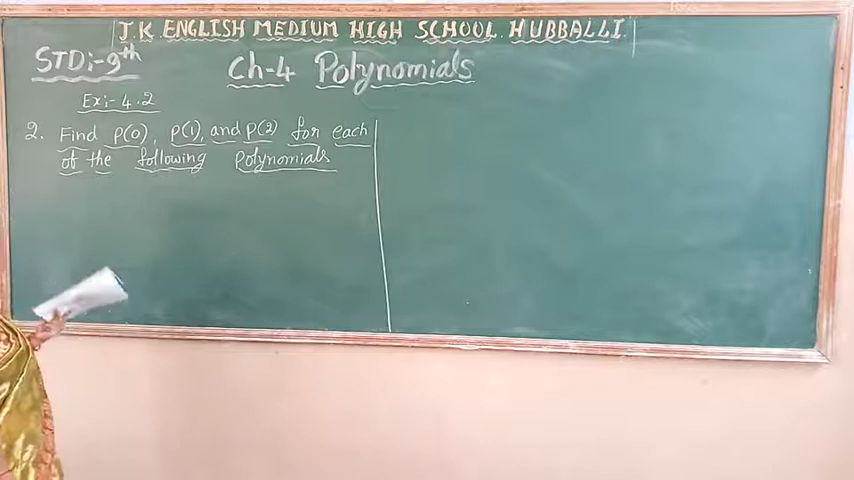 J.K ENGLISH MEDIUM HIGH SCHOOL. HUBBALLI
STD:-9th
Ch-4 Polynomials
Ex:- 4.2
2. Find p(0), p(1), and p(2) for each
of the following Polynomials